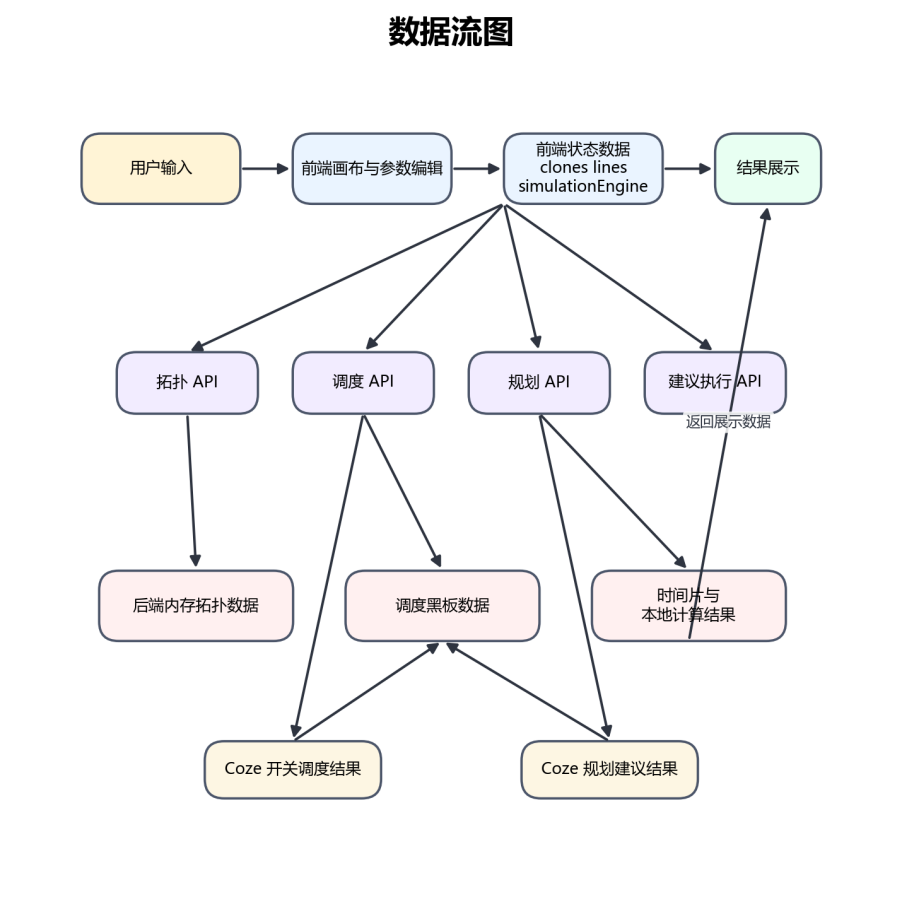 数据流图
用户输入
前端画布与参数编辑
前端状态数据
clones lines
simulationEngine
结果展示
拓扑 API
调度 API
规划 API
建议执行 API
返回展示数据
后端内存拓扑数据
调度黑板数据
时间片与
本地计算结果
Coze 开关调度结果
Coze 规划建议结果